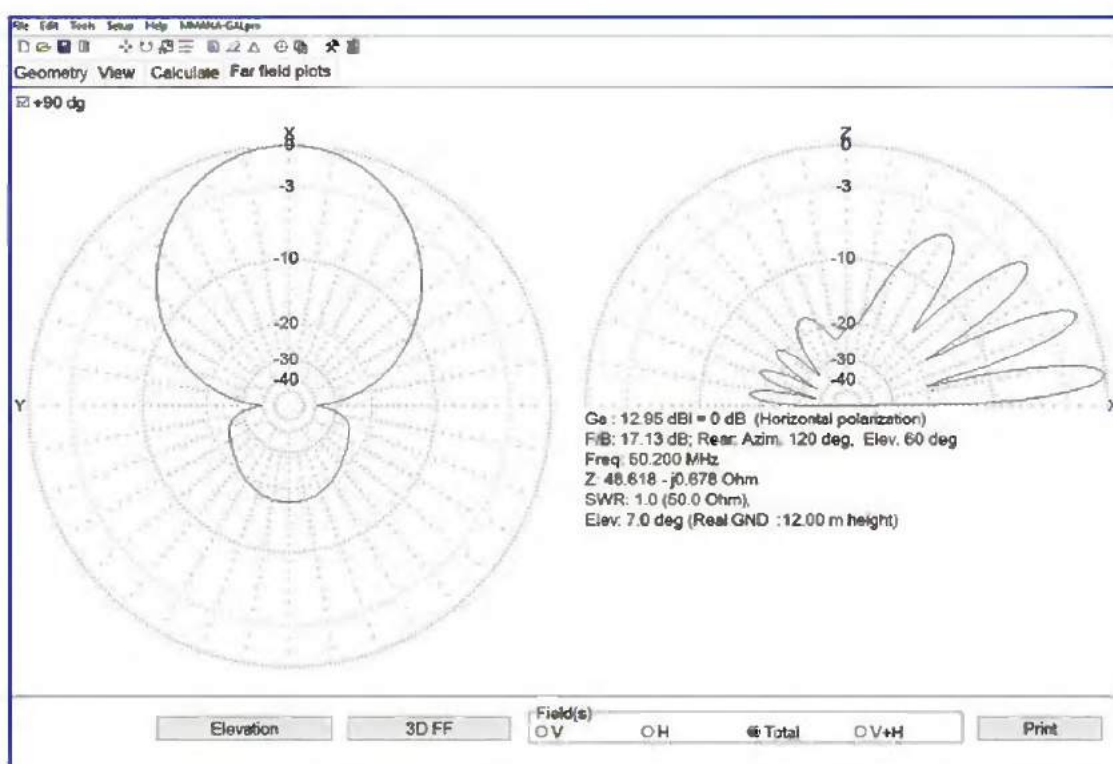 File Edit Tools Setup Help MMANA-GALpro
Geometry View Calculate Far field plots
+90 dg
X
0
-3
-10
-20
-30
-40
Y
Z
0
-3
-10
-20
-30
-40
X
Ga : 12.95 dBi = 0 dB (Horizontal polarization)
F/B: 17.13 dB; Rear: Azim. 120 deg, Elev. 60 deg
Freq: 50.200 MHz
Z: 48.618 - j0.678 Ohm
SWR: 1.0 (50.0 Ohm),
Elev: 7.0 deg (Real GND :12.00 m height)
Elevation
3D FF
Field(s)
V
H
Total
V+H
Print